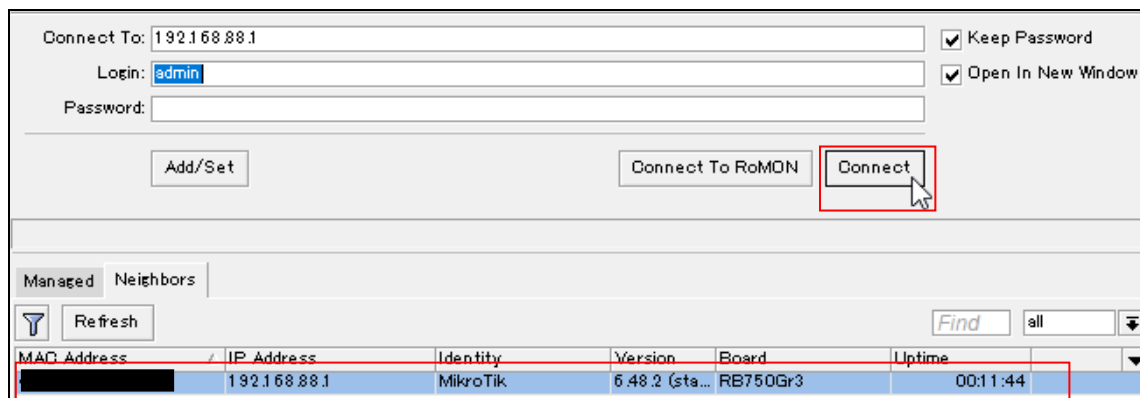 Connect To: 192.168.88.1
Keep Password
Login: admin
Open In New Window
Password:
Add/Set
Connect To RoMON
Connect
Managed
Neighbors
Refresh
Find
all
MAC Address
IP Address
Identity
Version
Board
Uptime
192.168.88.1
MikroTik
6.48.2 (sta...
RB750Gr3
00:11:44